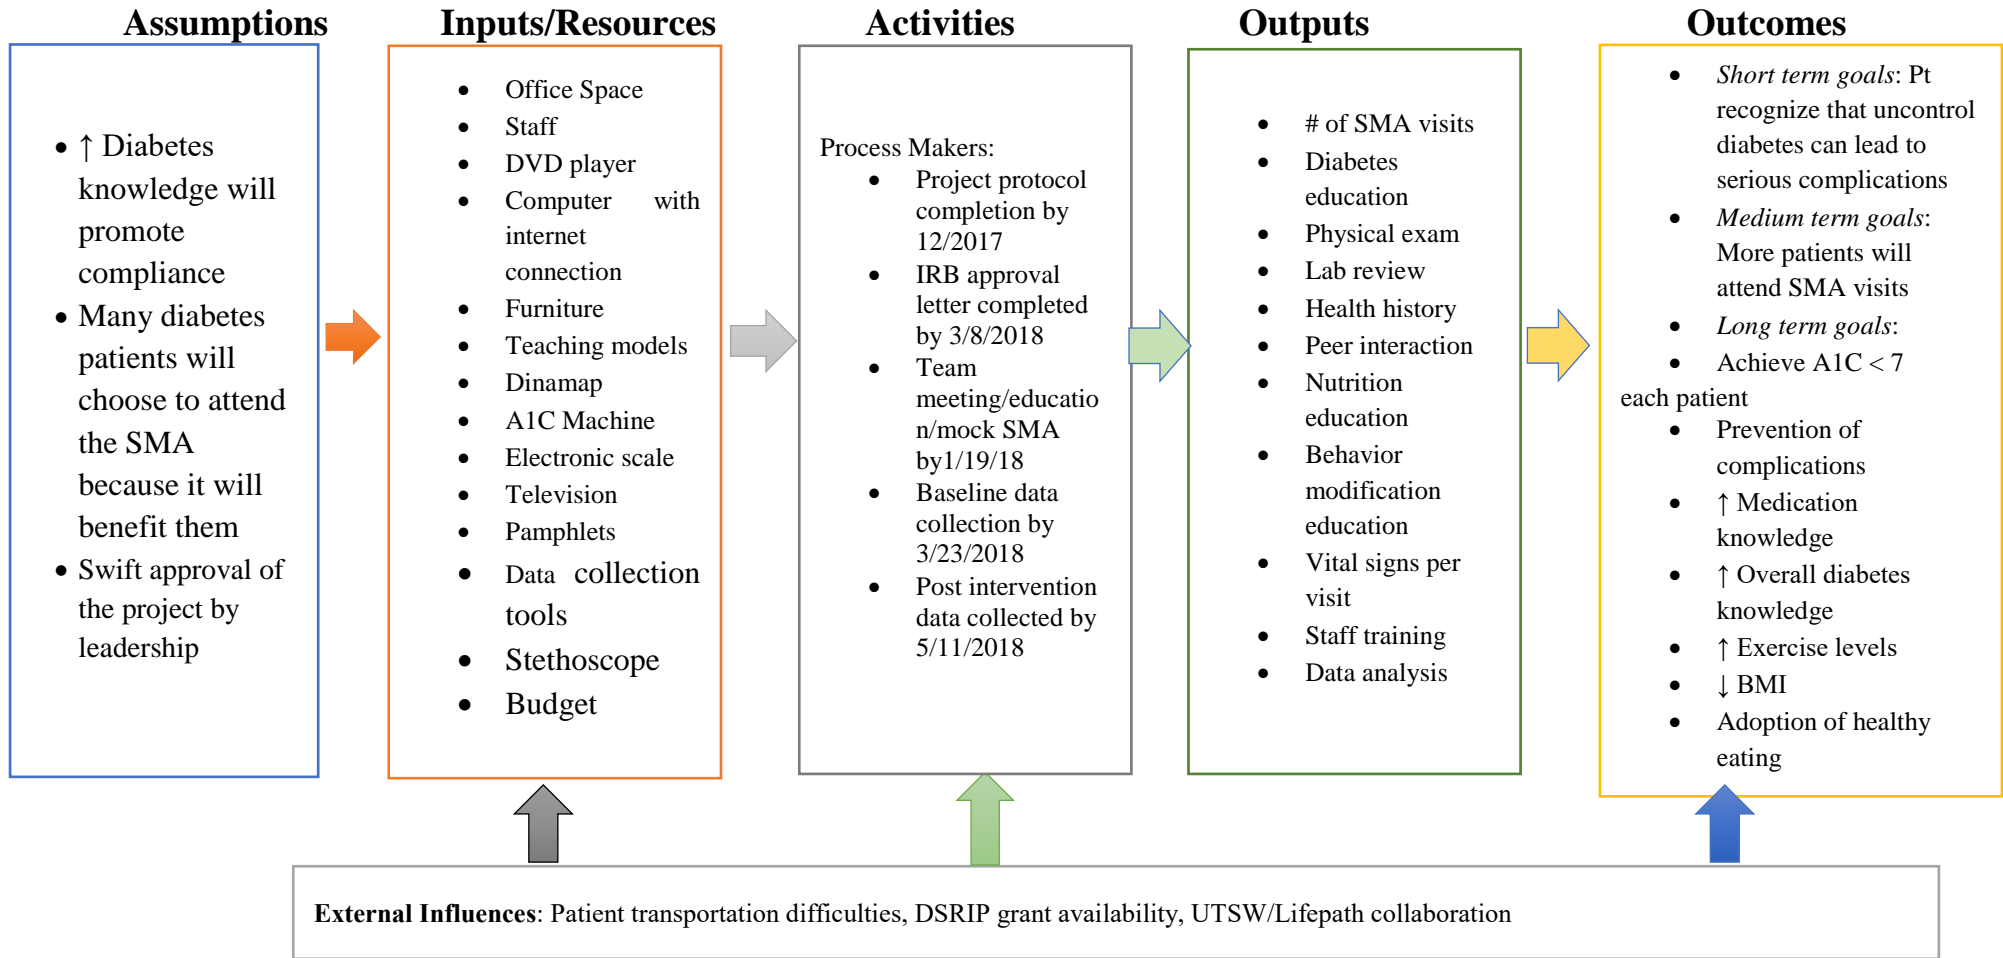 Assumptions
Inputs/Resources
Activities
Outputs
Outcomes
• ↑ Diabetes
knowledge will
promote
compliance
• Many diabetes
patients will
choose to attend
the SMA
because it will
benefit them
• Swift approval of
the project by
leadership
• Office Space
• Staff
• DVD player
• Computer with
internet
connection
• Furniture
• Teaching models
• Dinamap
• A1C Machine
• Electronic scale
• Television
• Pamphlets
• Data collection
tools
• Stethoscope
• Budget
Process Makers:
• Project protocol
completion by
12/2017
• IRB approval
letter completed
by 3/8/2018
• Team
meeting/educatio
n/mock SMA
by1/19/18
• Baseline data
collection by
3/23/2018
• Post intervention
data collected by
5/11/2018
• # of SMA visits
• Diabetes
education
• Physical exam
• Lab review
• Health history
• Peer interaction
• Nutrition
education
• Behavior
modification
education
• Vital signs per
visit
• Staff training
• Data analysis
• Short term goals: Pt
recognize that uncontrol
diabetes can lead to
serious complications
• Medium term goals:
More patients will
attend SMA visits
• Long term goals:
• Achieve A1C < 7
each patient
• Prevention of
complications
• ↑ Medication
knowledge
• ↑ Overall diabetes
knowledge
• ↑ Exercise levels
• ↓ BMI
• Adoption of healthy
eating
External Influences: Patient transportation difficulties, DSRIP grant availability, UTSW/Lifepath collaboration